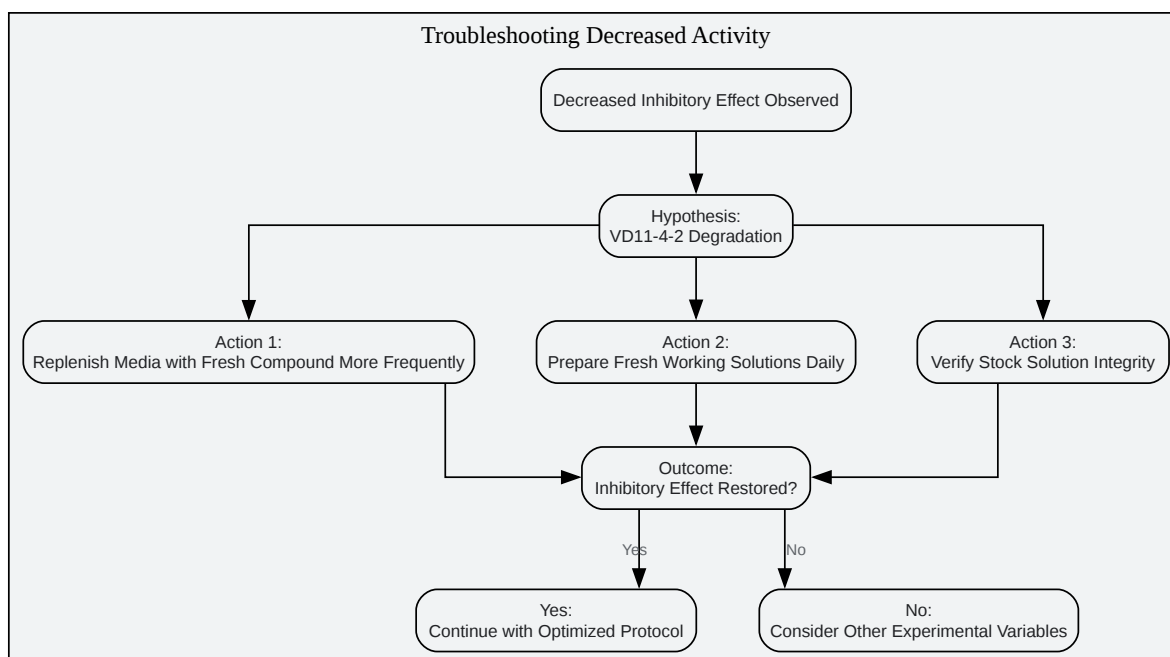 Troubleshooting Decreased Activity
Decreased Inhibitory Effect Observed
Hypothesis:
VD11-4-2 Degradation
Action 1:
Replenish Media with Fresh Compound More Frequently
Action 2:
Prepare Fresh Working Solutions Daily
Action 3:
Verify Stock Solution Integrity
Outcome:
Inhibitory Effect Restored?
Yes
No
Yes:
Continue with Optimized Protocol
No:
Consider Other Experimental Variables